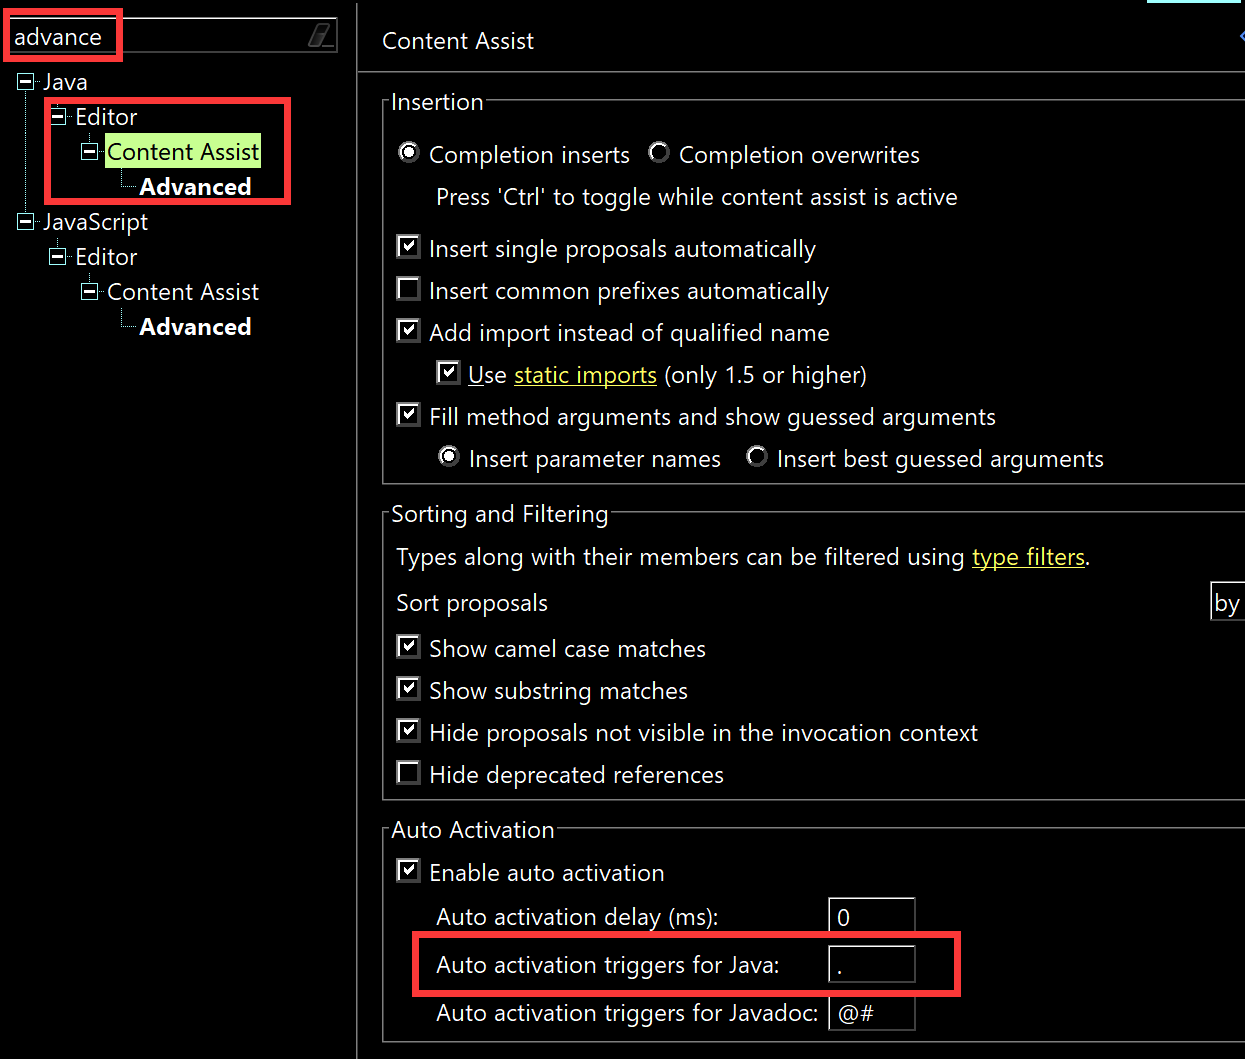 advance
Java
Editor
Content Assist
Advanced
JavaScript
Editor
Content Assist
Advanced
Content Assist
Insertion
Completion inserts Completion overwrites
Press 'Ctrl' to toggle while content assist is active
Insert single proposals automatically
Insert common prefixes automatically
Add import instead of qualified name
Use static imports (only 1.5 or higher)
Fill method arguments and show guessed arguments
Insert parameter names Insert best guessed arguments
Sorting and Filtering
Types along with their members can be filtered using type filters.
Sort proposals by
Show camel case matches
Show substring matches
Hide proposals not visible in the invocation context
Hide deprecated references
Auto Activation
Enable auto activation
Auto activation delay (ms): 0
Auto activation triggers for Java: .
Auto activation triggers for Javadoc: @#